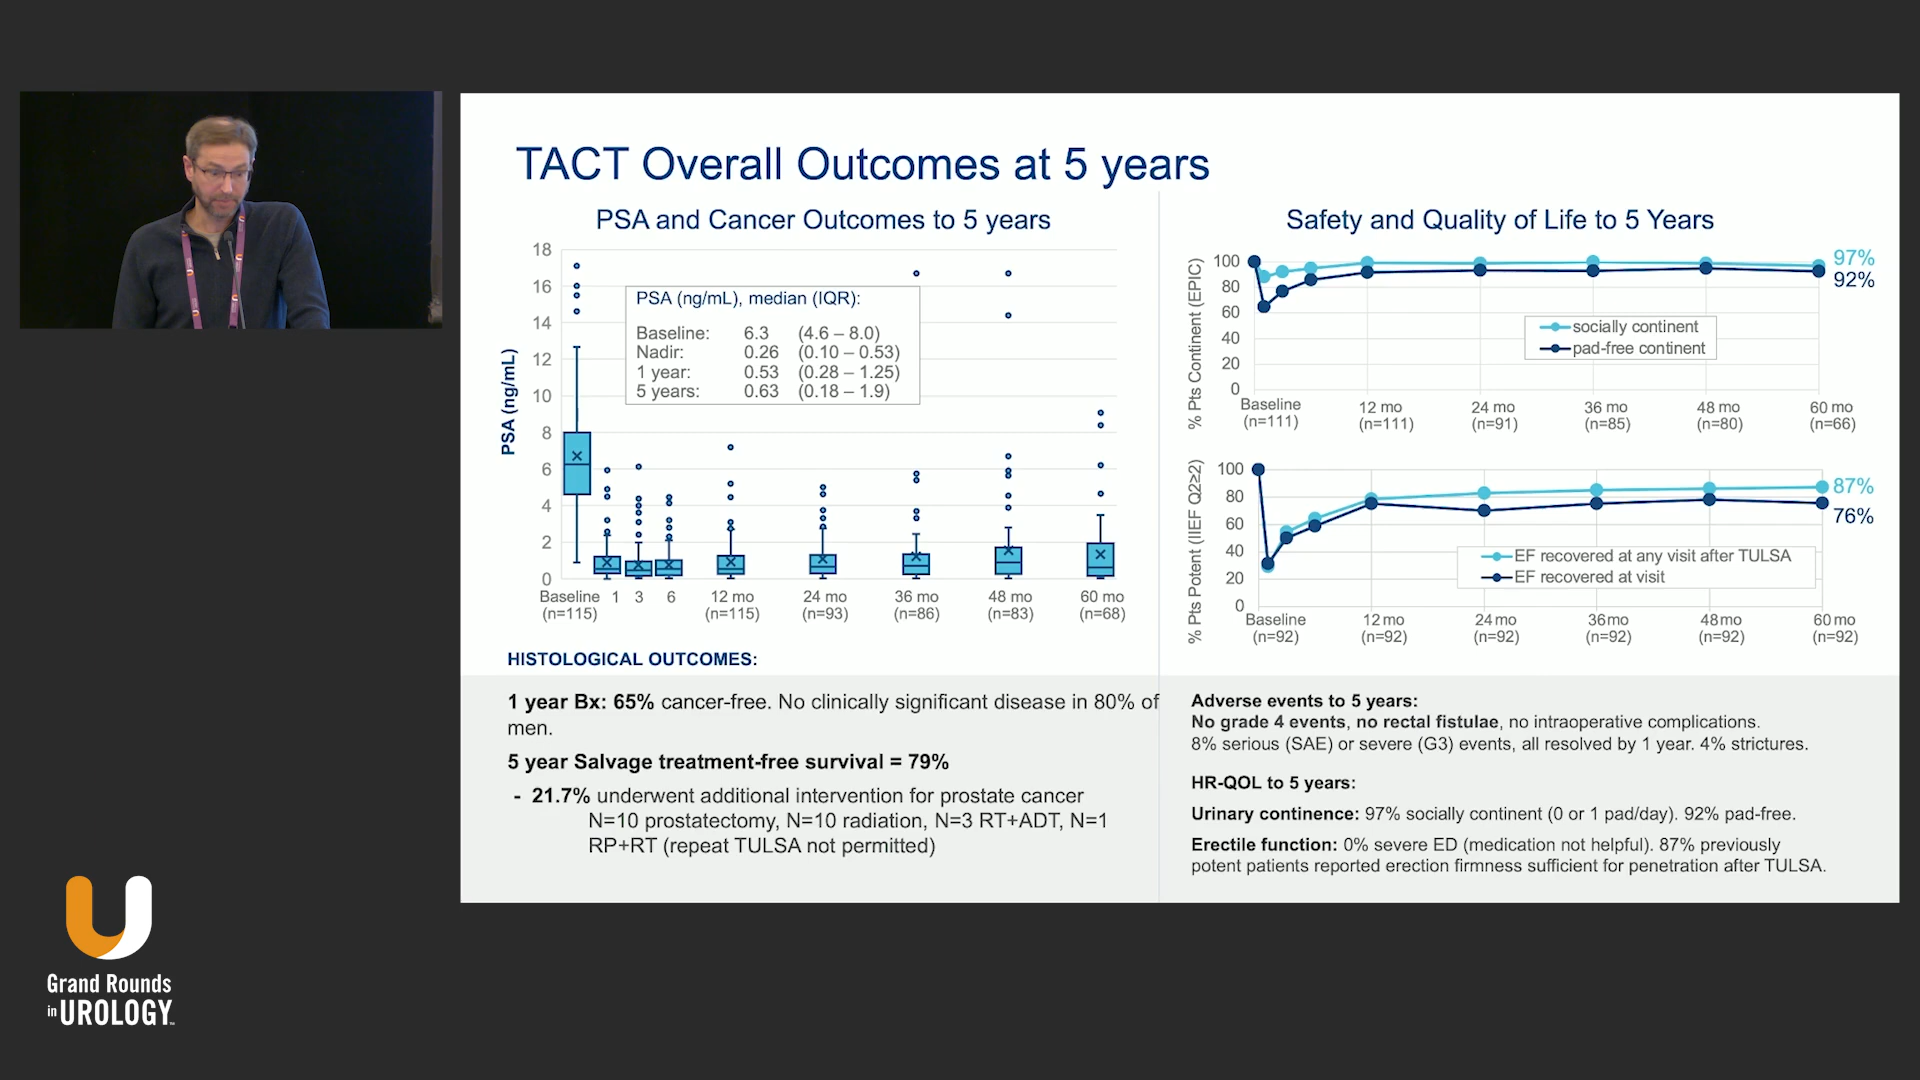 TACT Overall Outcomes at 5 years
PSA and Cancer Outcomes to 5 years
PSA (ng/mL)
18
16
14
12
10
8
6
4
2
0
PSA (ng/mL), median (IQR):
Baseline: 6.3 (4.6 – 8.0)
Nadir: 0.26 (0.10 – 0.53)
1 year: 0.53 (0.28 – 1.25)
5 years: 0.63 (0.18 – 1.9)
Baseline 1 3 6 12 mo 24 mo 36 mo 48 mo 60 mo
(n=115) (n=115) (n=93) (n=86) (n=83) (n=68)
HISTOLOGICAL OUTCOMES:
1 year Bx: 65% cancer-free. No clinically significant disease in 80% of
men.
5 year Salvage treatment-free survival = 79%
- 21.7% underwent additional intervention for prostate cancer
N=10 prostatectomy, N=10 radiation, N=3 RT+ADT, N=1
RP+RT (repeat TULSA not permitted)
Safety and Quality of Life to 5 Years
% Pts Continent (EPIC)
100
80
60
40
20
0
97%
92%
socially continent
pad-free continent
Baseline 12 mo 24 mo 36 mo 48 mo 60 mo
(n=111) (n=111) (n=91) (n=85) (n=80) (n=66)
% Pts Potent (IIEF Q2≥2)
100
80
60
40
20
0
87%
76%
EF recovered at any visit after TULSA
EF recovered at visit
Baseline 12 mo 24 mo 36 mo 48 mo 60 mo
(n=92) (n=92) (n=92) (n=92) (n=92) (n=92)
Adverse events to 5 years:
No grade 4 events, no rectal fistulae, no intraoperative complications.
8% serious (SAE) or severe (G3) events, all resolved by 1 year. 4% strictures.
HR-QOL to 5 years:
Urinary continence: 97% socially continent (0 or 1 pad/day). 92% pad-free.
Erectile function: 0% severe ED (medication not helpful). 87% previously
potent patients reported erection firmness sufficient for penetration after TULSA.
Grand Rounds
in UROLOGY™